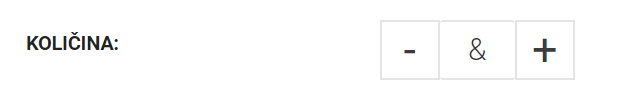 KOLIČINA: - & +